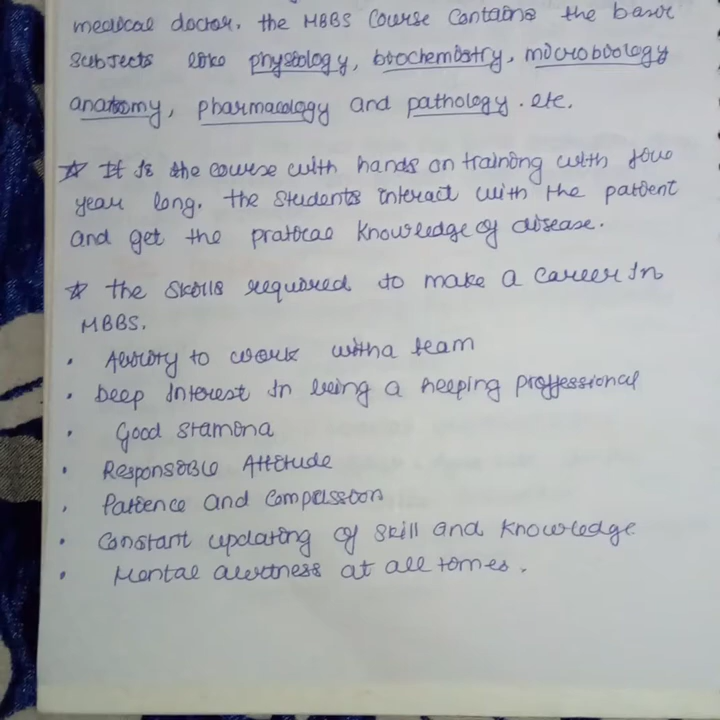 medical doctor. the MBBS Course Contains the basic
subjects like physiology, biochemistry, microbiology
anatomy, pharmacology and pathology . etc.
☆ It is the course with hands on training with four
year long. the students interact with the patient
and get the pratical knowledge of disease.
☆ the skills required to make a career in
MBBS.
• Ability to work with a team
• Deep Interest in being a helping proffessional
• Good stamina
• Responsible Attitude
• Patience and Compassion
• Constant updating of skill and knowledge
• Mental alertness at all times.